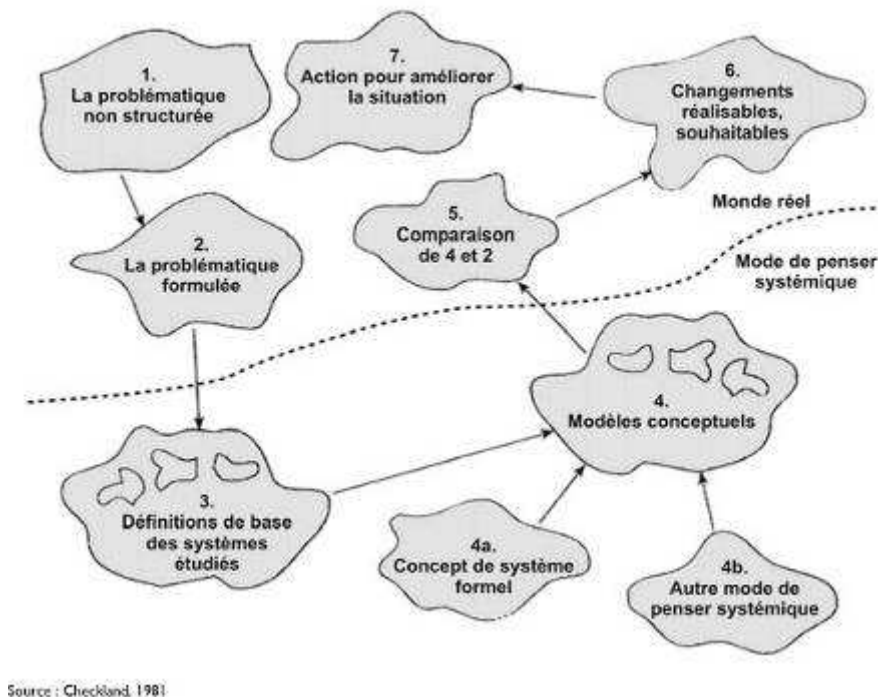 1.
La problématique
non structurée
7.
Action pour améliorer
la situation
6.
Changements
réalisables,
souhaitables
2.
La problématique
formulée
5.
Comparaison
de 4 et 2
Monde réel
Mode de penser
systémique
3.
Définitions de base
des systèmes
étudiés
4.
Modèles conceptuels
4a.
Concept de système
formel
4b.
Autre mode de
penser systémique
Source : Checkland, 1981